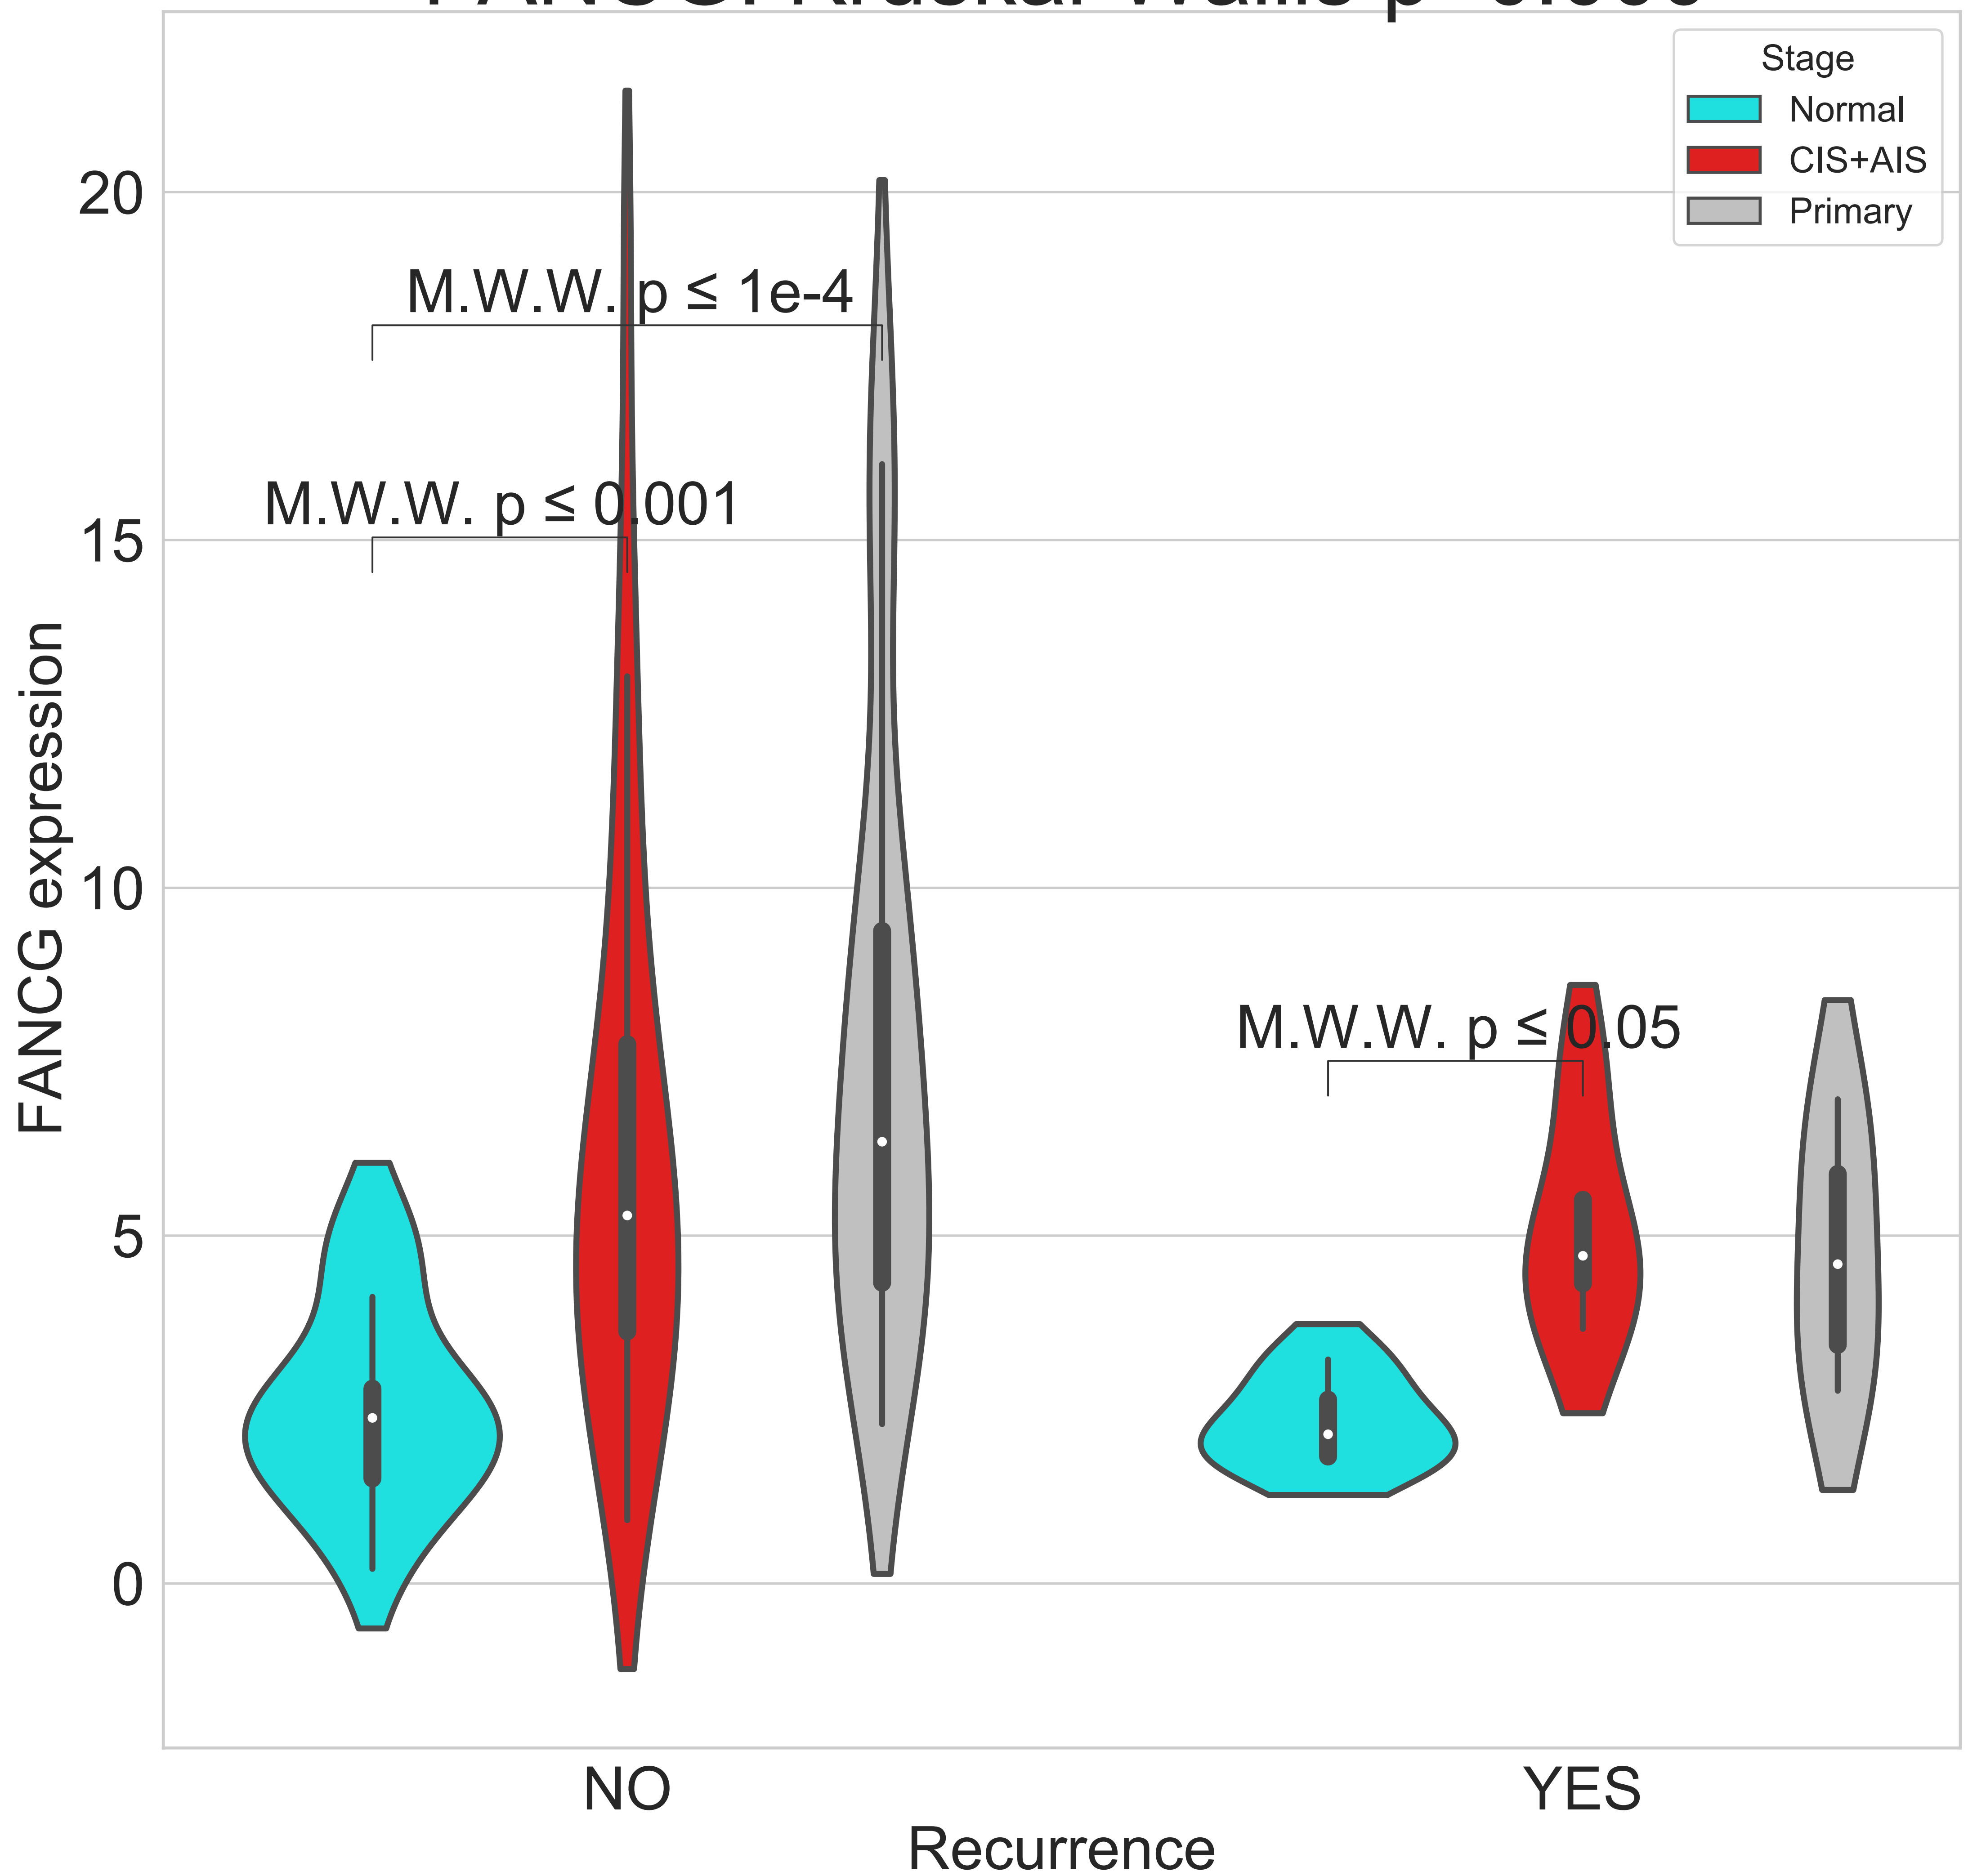 Stage
Normal
CIS+AIS
Primary
20
M.W.W. p ≤ 1e-4
M.W.W. p ≤ 0.001
15
10
M.W.W. p ≤ 0.05
5
0
FANCG expression
NO
YES
Recurrence